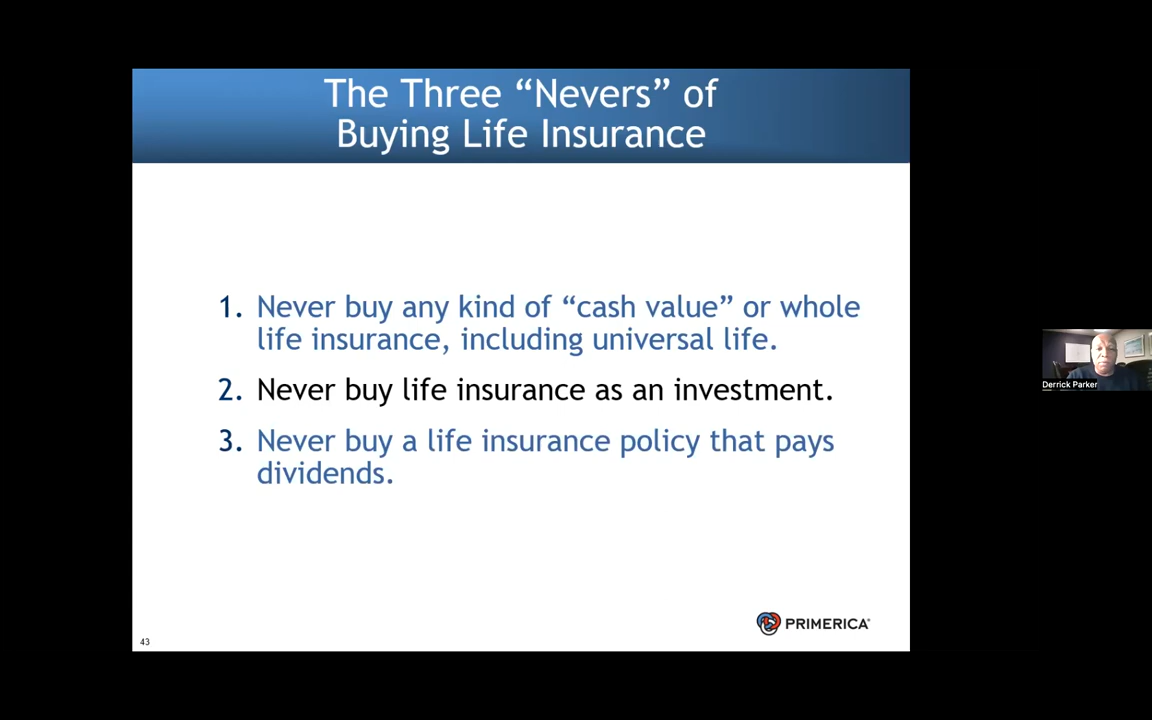 The Three “Nevers” of
Buying Life Insurance
1. Never buy any kind of “cash value” or whole
life insurance, including universal life.
2. Never buy life insurance as an investment.
3. Never buy a life insurance policy that pays
dividends.
Derrick Parker
PRIMERICA®
43